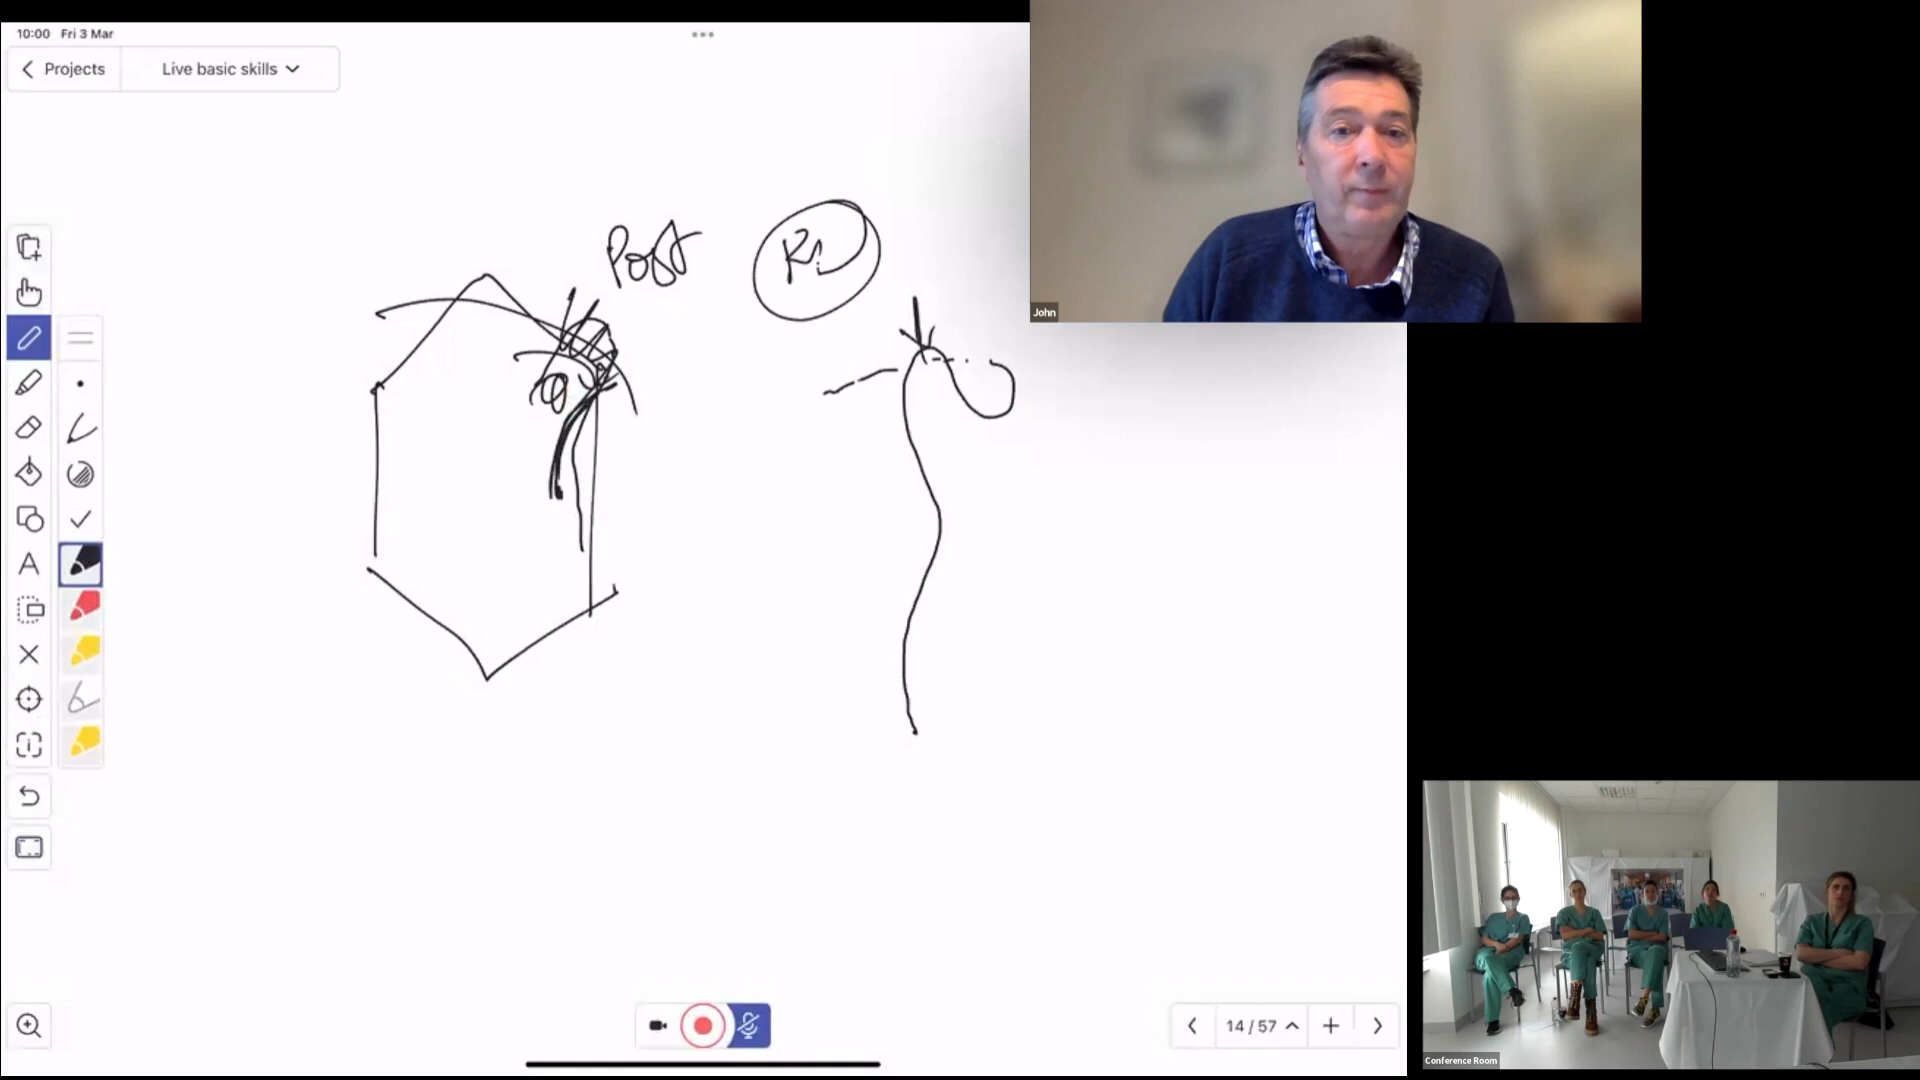 10:00 Fri 3 Mar
Projects
Live basic skills
Post
John
A
14 / 57
Conference Room